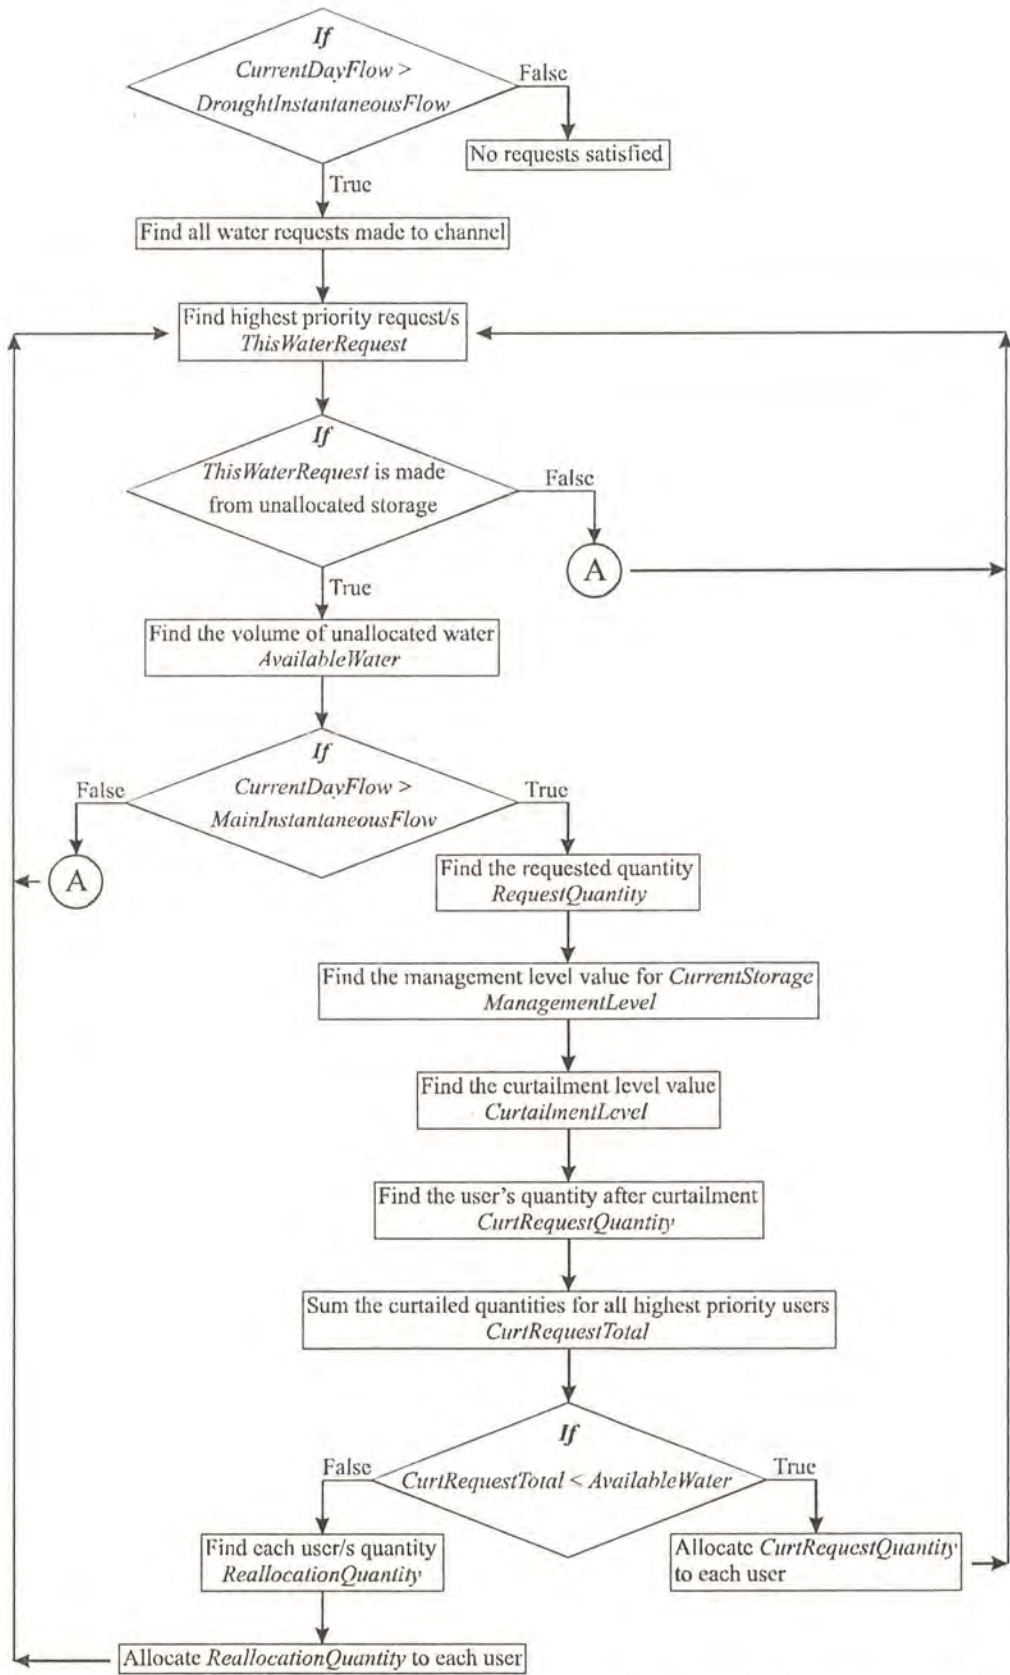 If
CurrentDayFlow >
DroughtInstantaneousFlow
False
No requests satisfied
True
Find all water requests made to channel
Find highest priority request/s
ThisWaterRequest
If
ThisWaterRequest is made
from unallocated storage
False
A
True
Find the volume of unallocated water
AvailableWater
If
CurrentDayFlow >
MainInstantaneousFlow
False
True
A
Find the requested quantity
RequestQuantity
Find the management level value for CurrentStorage
ManagementLevel
Find the curtailment level value
CurtailmentLevel
Find the user's quantity after curtailment
CurtRequestQuantity
Sum the curtailed quantities for all highest priority users
CurtRequestTotal
If
CurtRequestTotal < AvailableWater
False
True
Find each user/s quantity
ReallocationQuantity
Allocate CurtRequestQuantity
to each user
Allocate ReallocationQuantity to each user